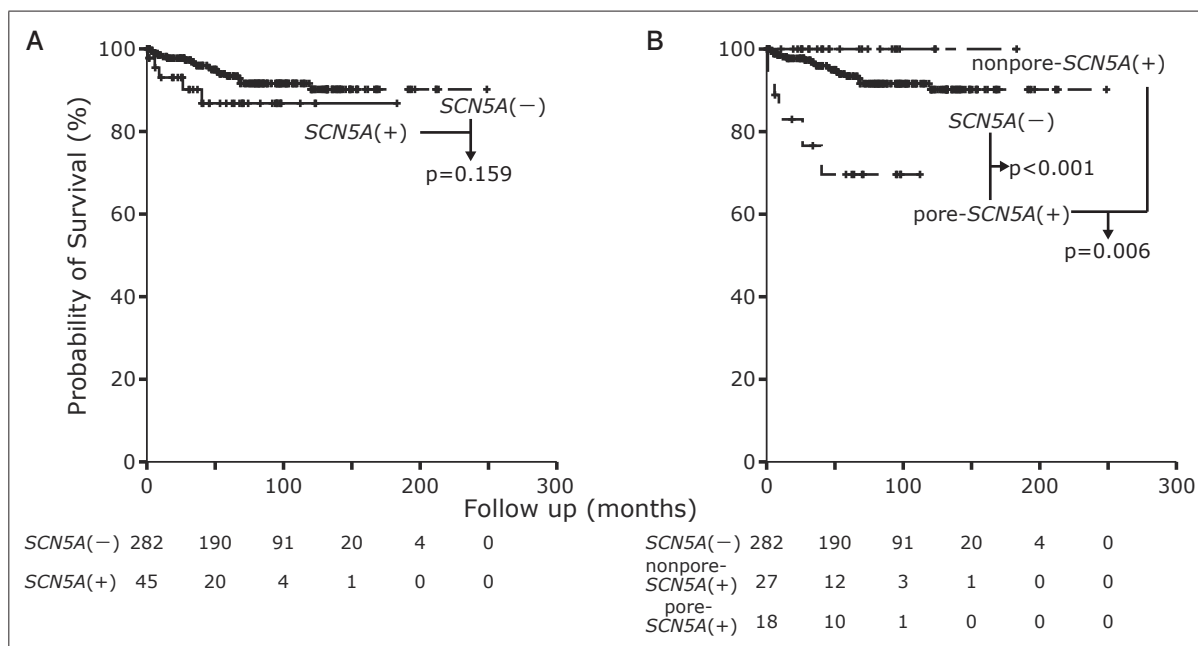 A
100
80
60
40
20
0
0 100 200 300
Probability of Survival (%)
SCN5A(−)
SCN5A(+)
p=0.159
B
100
80
60
40
20
0
0 100 200 300
nonpore-SCN5A(+)
SCN5A(−)
p<0.001
pore-SCN5A(+)
p=0.006
Follow up (months)
SCN5A(−) 282 190 91 20 4 0
SCN5A(+) 45 20 4 1 0 0
SCN5A(−) 282 190 91 20 4 0
nonpore-
SCN5A(+) 27 12 3 1 0 0
pore-
SCN5A(+) 18 10 1 0 0 0